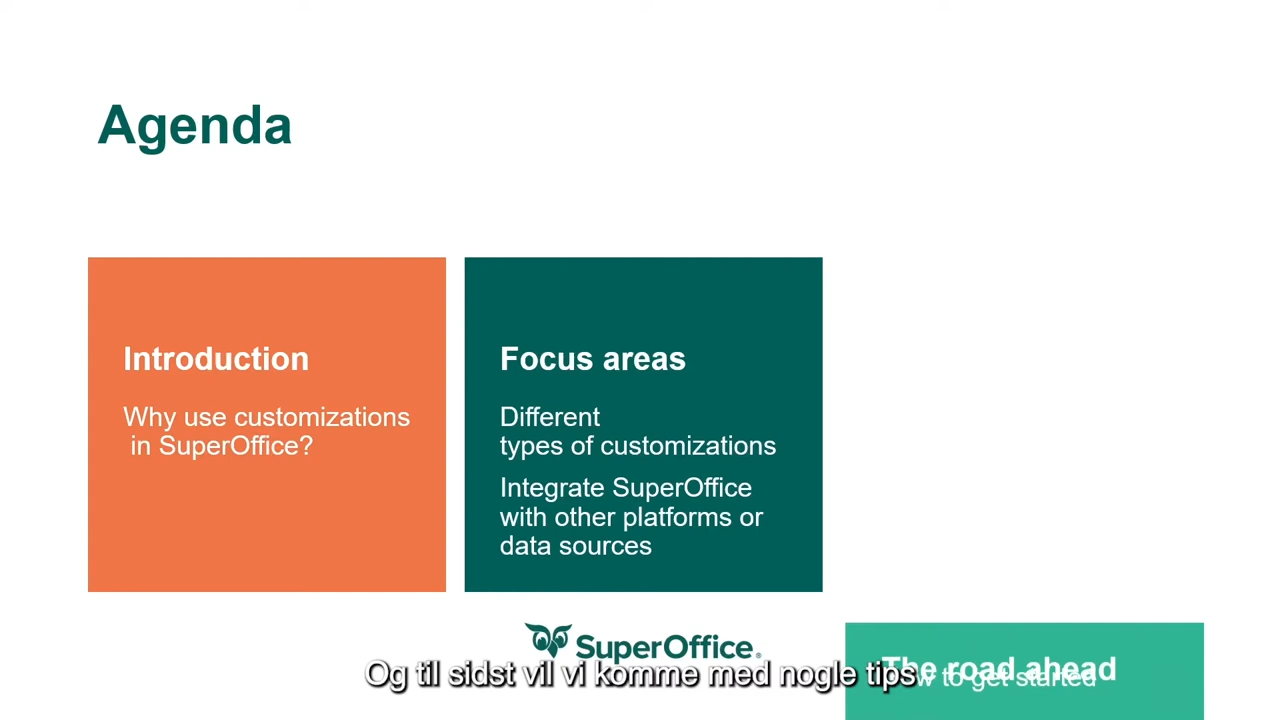 Agenda
Introduction
Why use customizations
in SuperOffice?
Focus areas
Different
types of customizations
Integrate SuperOffice
with other platforms or
data sources
SuperOffice®
The road ahead
to get started
Og til sidst vil vi komme med nogle tips